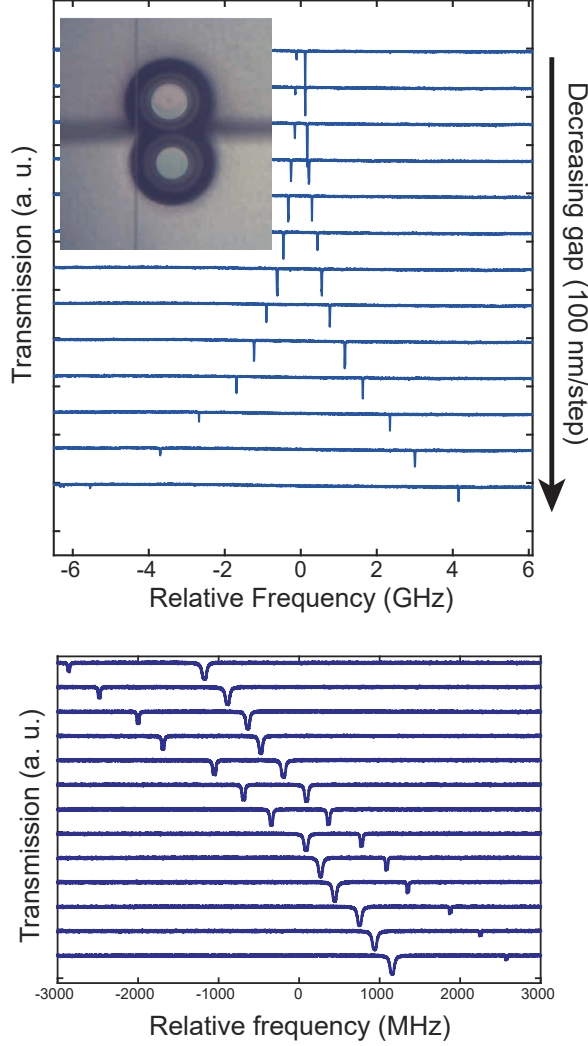 Transmission (a. u.)
Decreasing gap (100 nm/step)
-6 -4 -2 0 2 4 6
Relative Frequency (GHz)
Transmission (a. u.)
-3000 -2000 -1000 0 1000 2000 3000
Relative frequency (MHz)